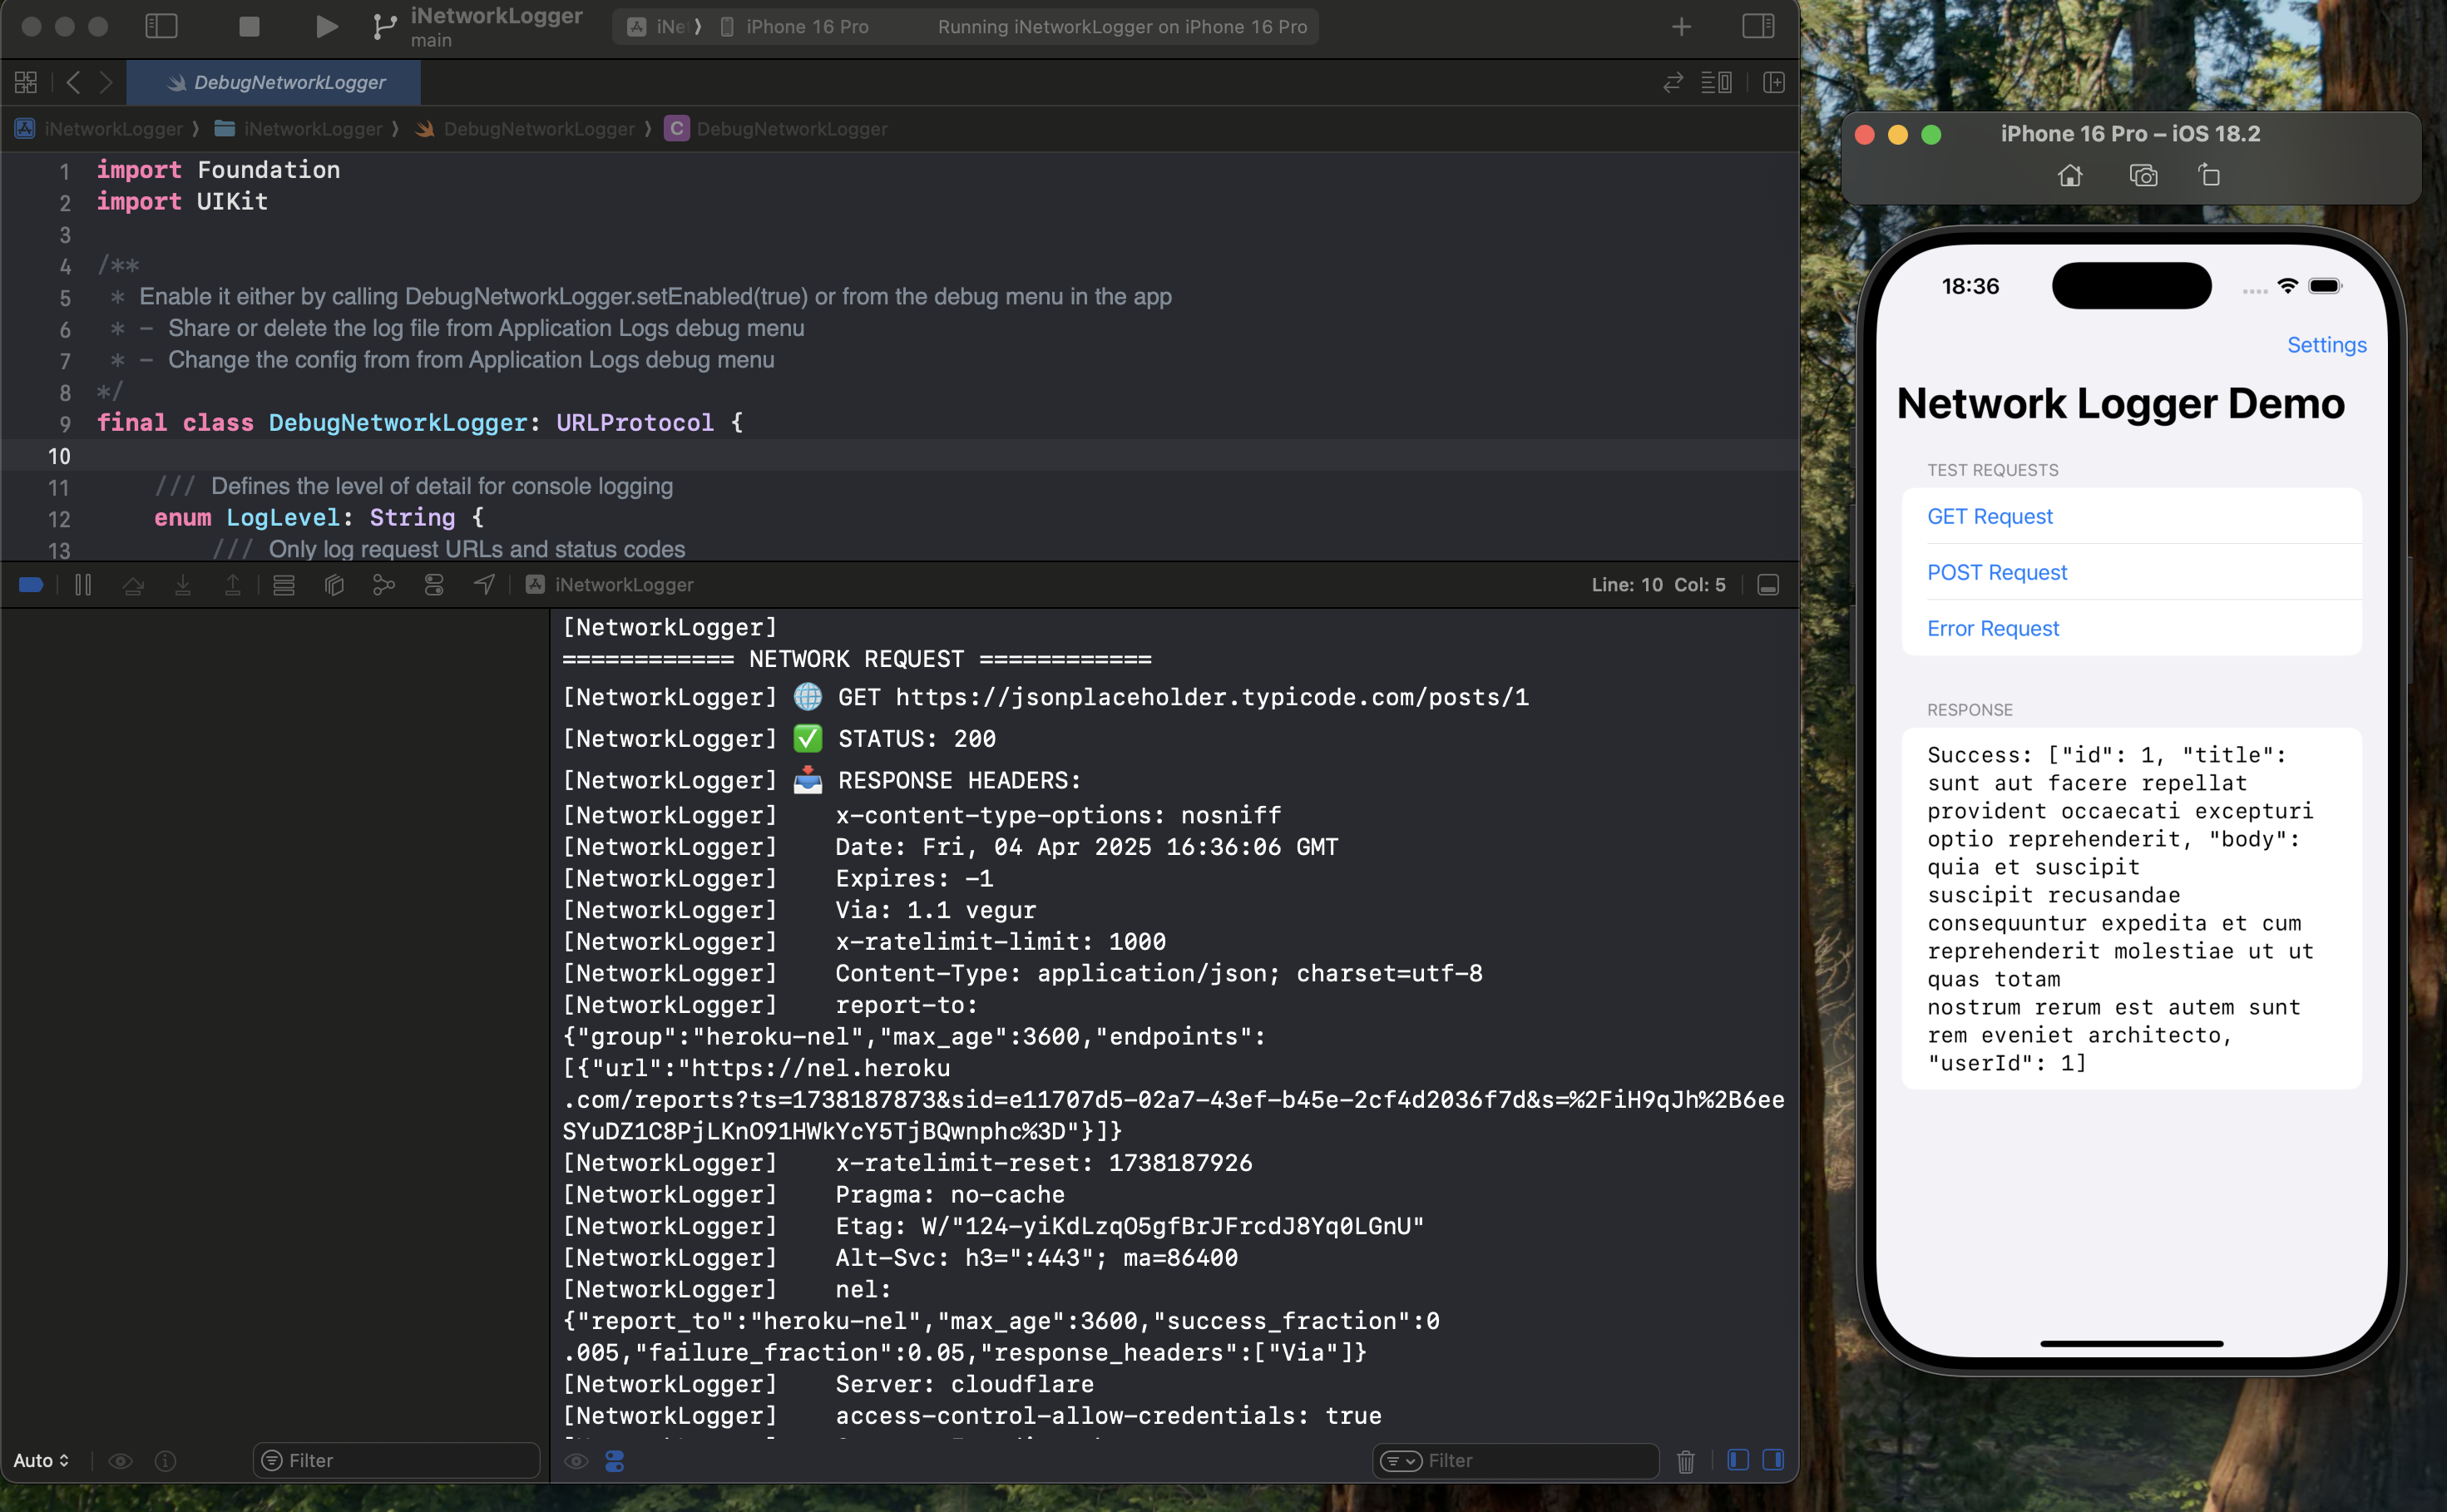 iNetworkLogger
main
iNe
iPhone 16 Pro
Running iNetworkLogger on iPhone 16 Pro
DebugNetworkLogger
iNetworkLogger
iNetworkLogger
DebugNetworkLogger
C
DebugNetworkLogger
1 import Foundation
2 import UIKit
3
4 /**
5 * Enable it either by calling DebugNetworkLogger.setEnabled(true) or from the debug menu in the app
6 * - Share or delete the log file from Application Logs debug menu
7 * - Change the config from from Application Logs debug menu
8 */
9 final class DebugNetworkLogger: URLProtocol {
10
11 /// Defines the level of detail for console logging
12 enum LogLevel: String {
13 /// Only log request URLs and status codes
iNetworkLogger
Line: 10 Col: 5
[NetworkLogger]
============ NETWORK REQUEST ============
[NetworkLogger] 🌐 GET https://jsonplaceholder.typicode.com/posts/1
[NetworkLogger] ✅ STATUS: 200
[NetworkLogger] 📥 RESPONSE HEADERS:
[NetworkLogger] x-content-type-options: nosniff
[NetworkLogger] Date: Fri, 04 Apr 2025 16:36:06 GMT
[NetworkLogger] Expires: -1
[NetworkLogger] Via: 1.1 vegur
[NetworkLogger] x-ratelimit-limit: 1000
[NetworkLogger] Content-Type: application/json; charset=utf-8
[NetworkLogger] report-to:
{"group":"heroku-nel","max_age":3600,"endpoints":
[{"url":"https://nel.heroku
.com/reports?ts=1738187873&sid=e11707d5-02a7-43ef-b45e-2cf4d2036f7d&s=%2FiH9qJh%2B6ee
SYuDZ1C8PjLKnO91HWkYcY5TjBQwnphc%3D"}]}
[NetworkLogger] x-ratelimit-reset: 1738187926
[NetworkLogger] Pragma: no-cache
[NetworkLogger] Etag: W/"124-yiKdLzqO5gfBrJFrcdJ8Yq0LGnU"
[NetworkLogger] Alt-Svc: h3=":443"; ma=86400
[NetworkLogger] nel:
{"report_to":"heroku-nel","max_age":3600,"success_fraction":0
.005,"failure_fraction":0.05,"response_headers":["Via"]}
[NetworkLogger] Server: cloudflare
[NetworkLogger] access-control-allow-credentials: true
Auto
Filter
Filter
iPhone 16 Pro – iOS 18.2
18:36
Settings
Network Logger Demo
TEST REQUESTS
GET Request
POST Request
Error Request
RESPONSE
Success: ["id": 1, "title":
sunt aut facere repellat
provident occaecati excepturi
optio reprehenderit, "body":
quia et suscipit
suscipit recusandae
consequuntur expedita et cum
reprehenderit molestiae ut ut
quas totam
nostrum rerum est autem sunt
rem eveniet architecto,
"userId": 1]